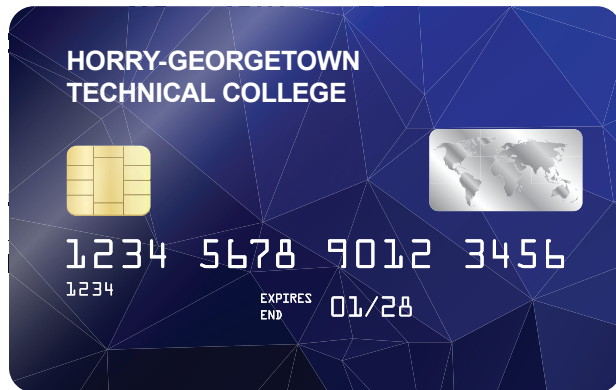 HORRY-GEORGETOWN
TECHNICAL COLLEGE
1234 5678 9012 3456
1234
EXPIRES
END 01/28